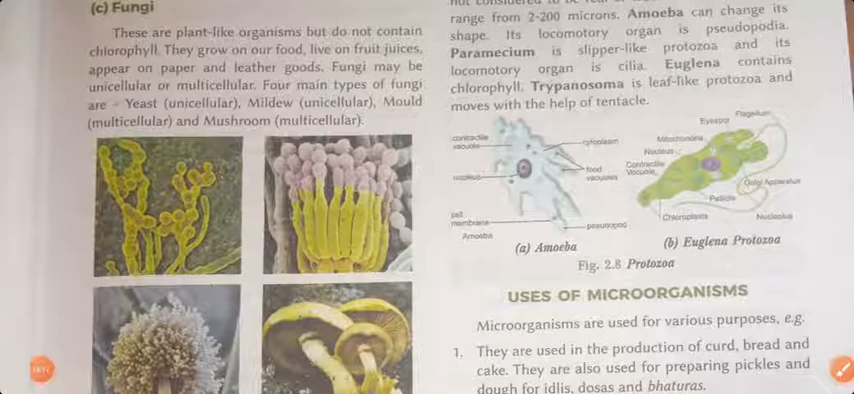 (c) Fungi
These are plant-like organisms but do not contain
chlorophyll. They grow on our food, live on fruit juices,
appear on paper and leather goods. Fungi may be
unicellular or multicellular. Four main types of fungi
are - Yeast (unicellular), Mildew (unicellular), Mould
(multicellular) and Mushroom (multicellular).
range from 2-200 microns. Amoeba can change its
shape. Its locomotory organ is pseudopodia.
Paramecium is slipper-like protozoa and its
locomotory organ is cilia. Euglena contains
chlorophyll. Trypanosoma is leaf-like protozoa and
moves with the help of tentacle.
contractile
vacuole
nucleus
cell
membrane
Amoeba
cytoplasm
food
vacuoles
pseudopod
(a) Amoeba
Flagellum
Eyespot
Mitochondria
Nucleus
Contractile
Vacuole
Golgi Apparatus
Pellicle
Chloroplasts
Nucleolus
(b) Euglena Protozoa
Fig. 2.8 Protozoa
USES OF MICROORGANISMS
Microorganisms are used for various purposes, e.g.
1. They are used in the production of curd, bread and
cake. They are also used for preparing pickles and
dough for idlis, dosas and bhaturas.